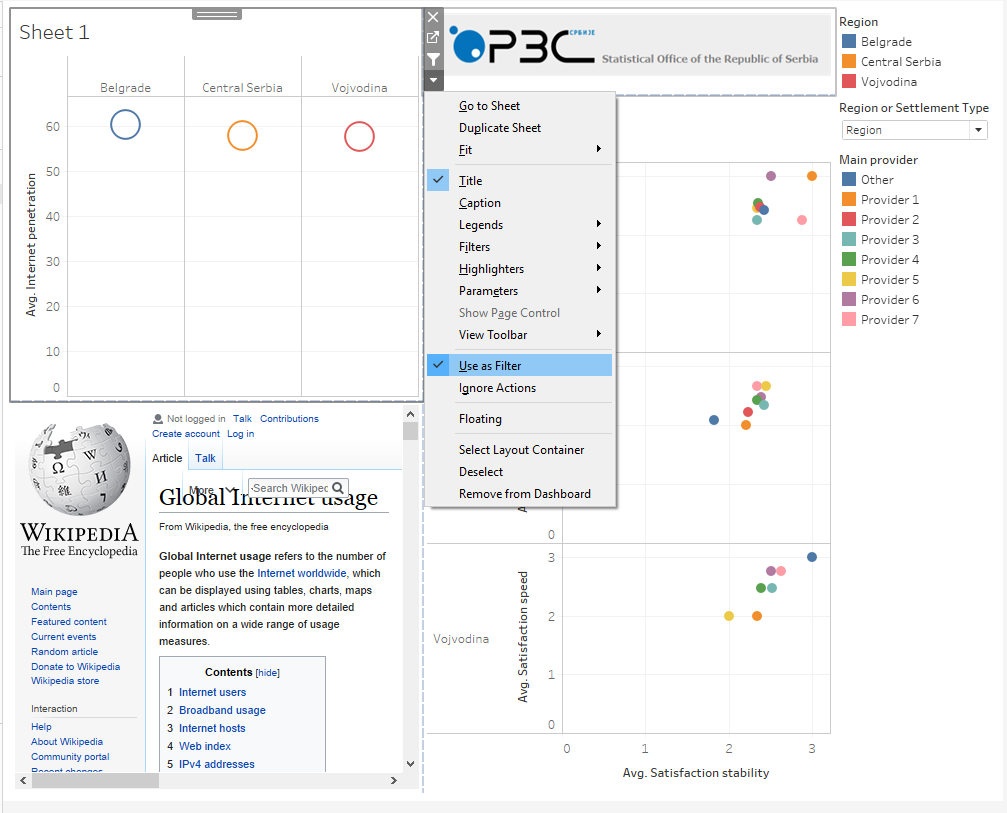 Sheet 1
Belgrade
Central Serbia
Vojvodina
60
50
40
30
20
10
0
Avg. Internet penetration
РЗС СРБИЈЕ
Statistical Office of the Republic of Serbia
Go to Sheet
Duplicate Sheet
Fit
Title
Caption
Legends
Filters
Highlighters
Parameters
Show Page Control
View Toolbar
Use as Filter
Ignore Actions
Floating
Select Layout Container
Deselect
Remove from Dashboard
Region
Belgrade
Central Serbia
Vojvodina
Region or Settlement Type
Region
Main provider
Other
Provider 1
Provider 2
Provider 3
Provider 4
Provider 5
Provider 6
Provider 7
Not logged in Talk Contributions
Create account Log in
Article Talk
More
Search Wikipec
WIKIPEDIA
The Free Encyclopedia
Global Internet usage
From Wikipedia, the free encyclopedia
Global Internet usage refers to the number of
people who use the Internet worldwide, which
can be displayed using tables, charts, maps
and articles which contain more detailed
information on a wide range of usage
measures.
Contents [hide]
1 Internet users
2 Broadband usage
3 Internet hosts
4 Web index
5 IPv4 addresses
Main page
Contents
Featured content
Current events
Random article
Donate to Wikipedia
Wikipedia store
Interaction
Help
About Wikipedia
Community portal
Recent changes
0
Vojvodina
Avg. Satisfaction speed
3
2
1
0
0
1
2
3
Avg. Satisfaction stability